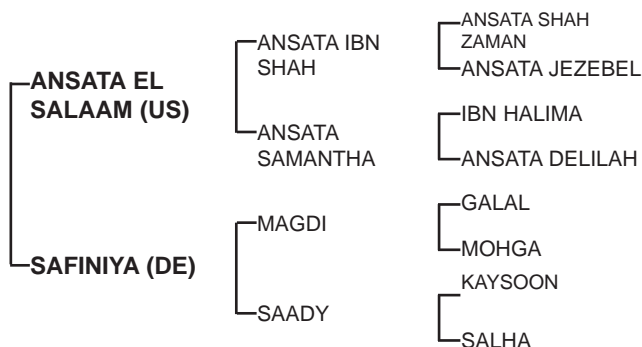 ANSATA EL
SALAAM (US)
SAFINIYA (DE)
ANSATA IBN
SHAH
ANSATA
SAMANTHA
MAGDI
SAADY
ANSATA SHAH
ZAMAN
ANSATA JEZEBEL
IBN HALIMA
ANSATA DELILAH
GALAL
MOHGA
KAYSOON
SALHA